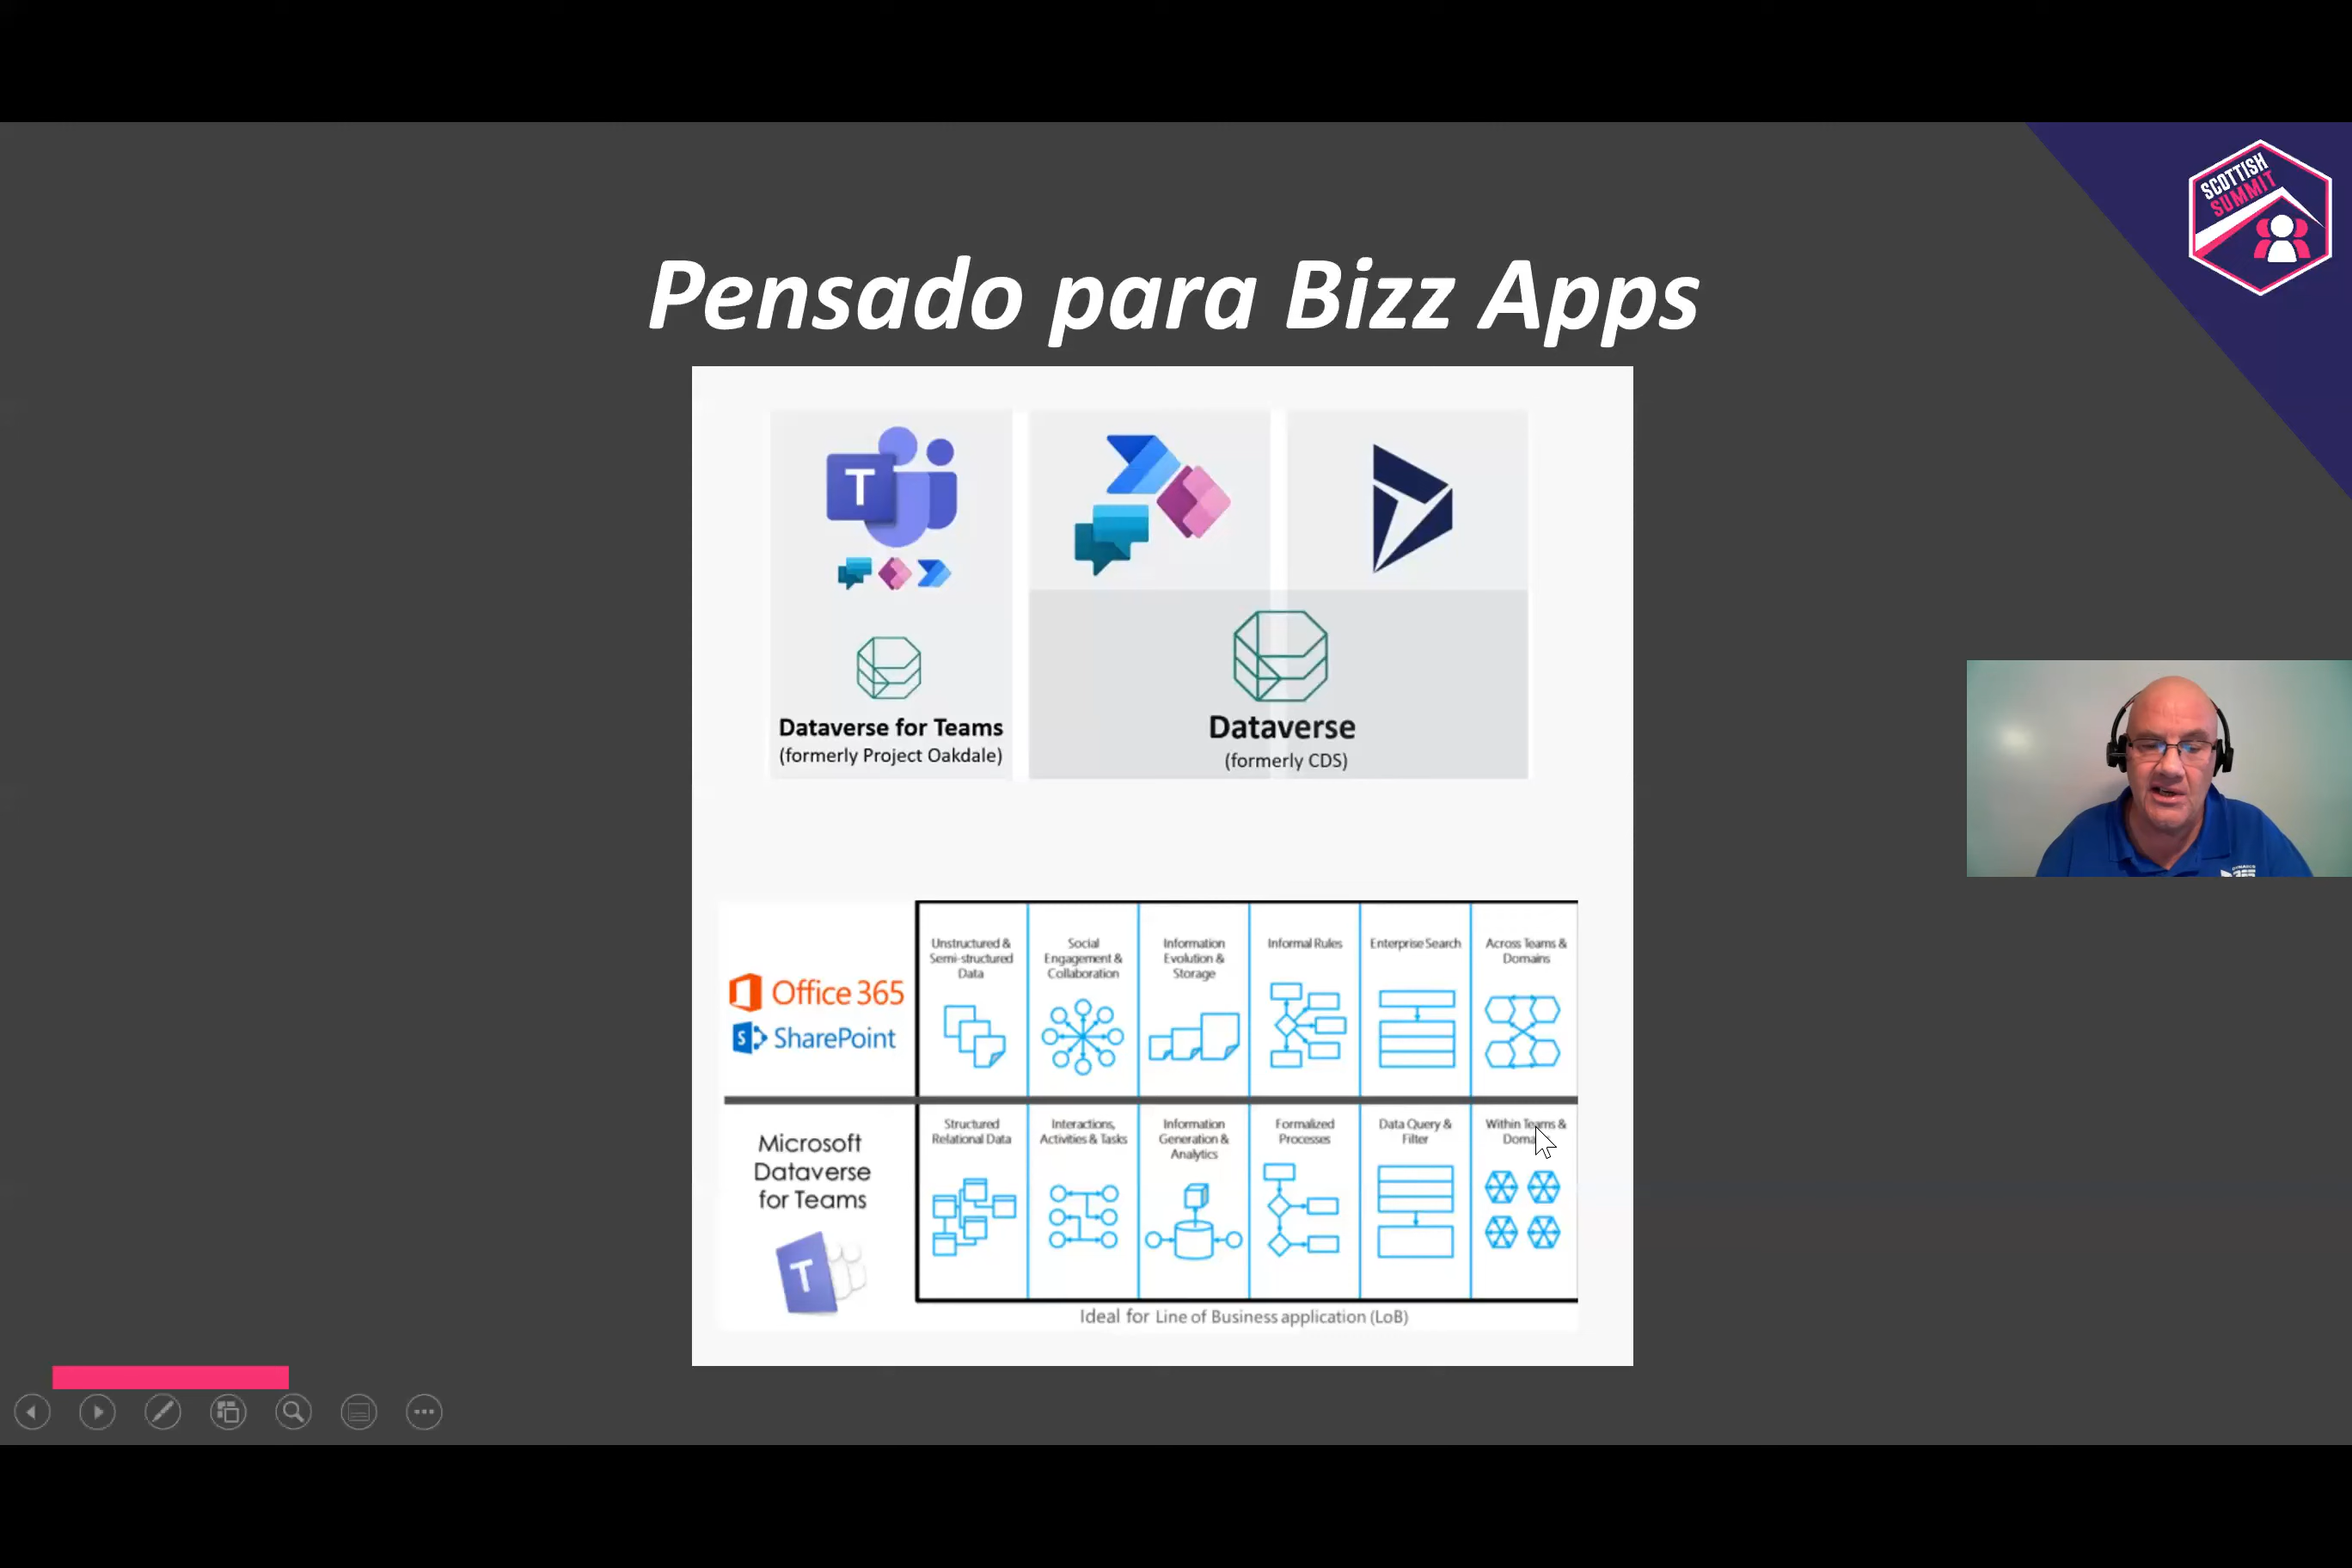 SCOTTISH
SUMMIT
Pensado para Bizz Apps
T
Dataverse for Teams
(formerly Project Oakdale)
Dataverse
(formerly CDS)
Office 365
S
SharePoint
Unstructured &
Semi-structured
Data
Social
Engagement &
Collaboration
Information
Evolution &
Storage
Informal Rules
Enterprise Search
Across Teams &
Domains
Microsoft
Dataverse
for Teams
T
Structured
Relational Data
Interactions,
Activities & Tasks
Information
Generation &
Analytics
Formalized
Processes
Data Query &
Filter
Within Teams &
Ideal for Line of Business application (LoB)